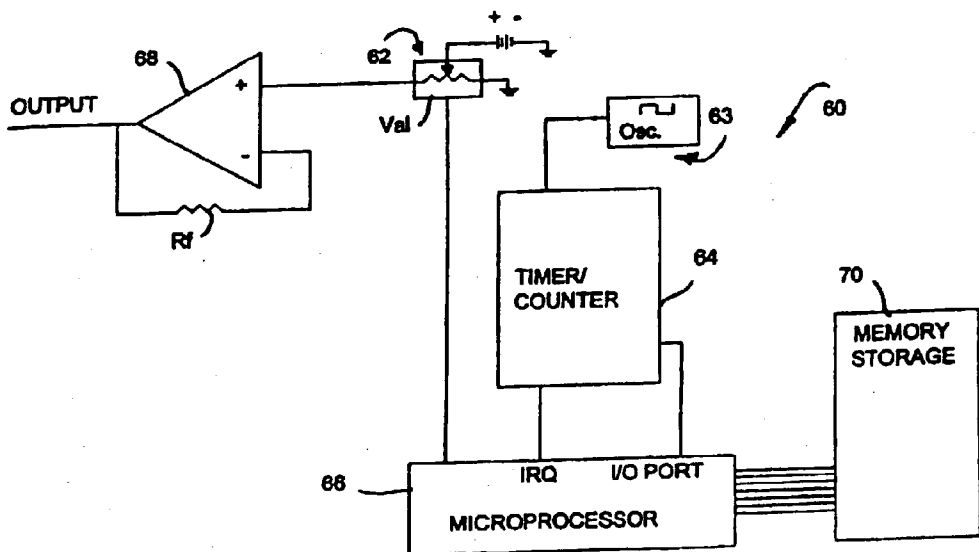 + -
62
68
+
OUTPUT
Val
-
Rf
Osc.
63
60
TIMER/
COUNTER
64
70
MEMORY
STORAGE
IRQ I/O PORT
66
MICROPROCESSOR